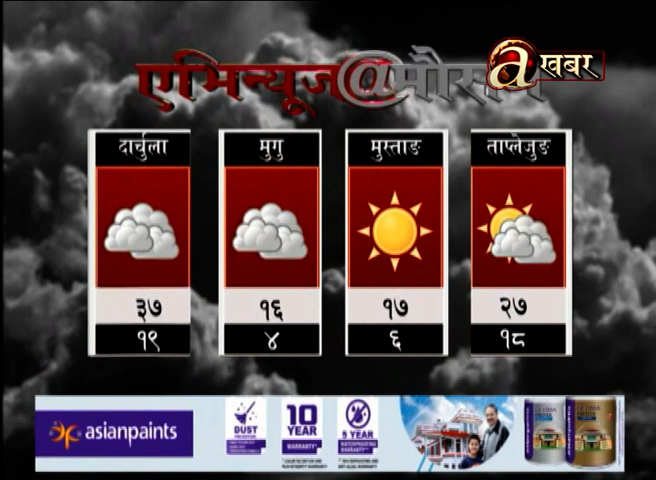 एभिन्यूज@मौसम
a खबर
दार्चुला
मुगु
मुस्ताङ
ताप्लेजुङ
३७
१६
१७
२७
१९
४
६
१८
asianpaints
DUST
10
YEAR
WARRANTY*
5 YEAR
WATERPROOFING
WARRANTY**